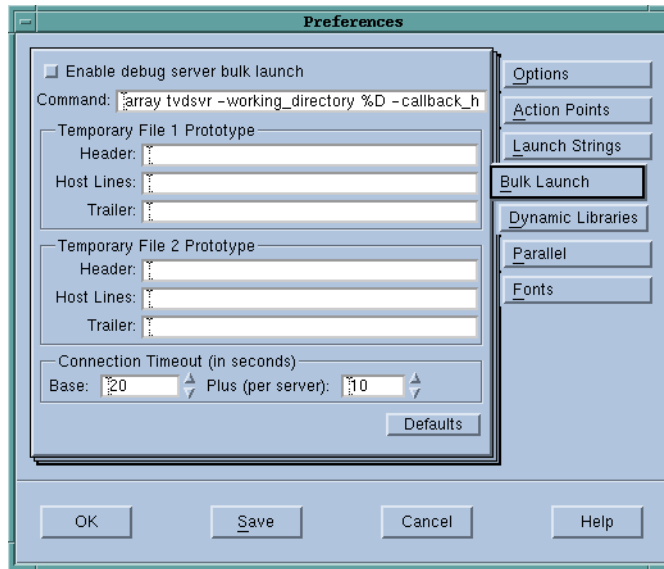 Preferences
Enable debug server bulk launch
Command: array tvdsvr -working_directory %D -callback_h
Temporary File 1 Prototype
Header:
Host Lines:
Trailer:
Temporary File 2 Prototype
Header:
Host Lines:
Trailer:
Connection Timeout (in seconds)
Base: 20 Plus (per server): 10
Defaults
Options
Action Points
Launch Strings
Bulk Launch
Dynamic Libraries
Parallel
Fonts
OK Save Cancel Help